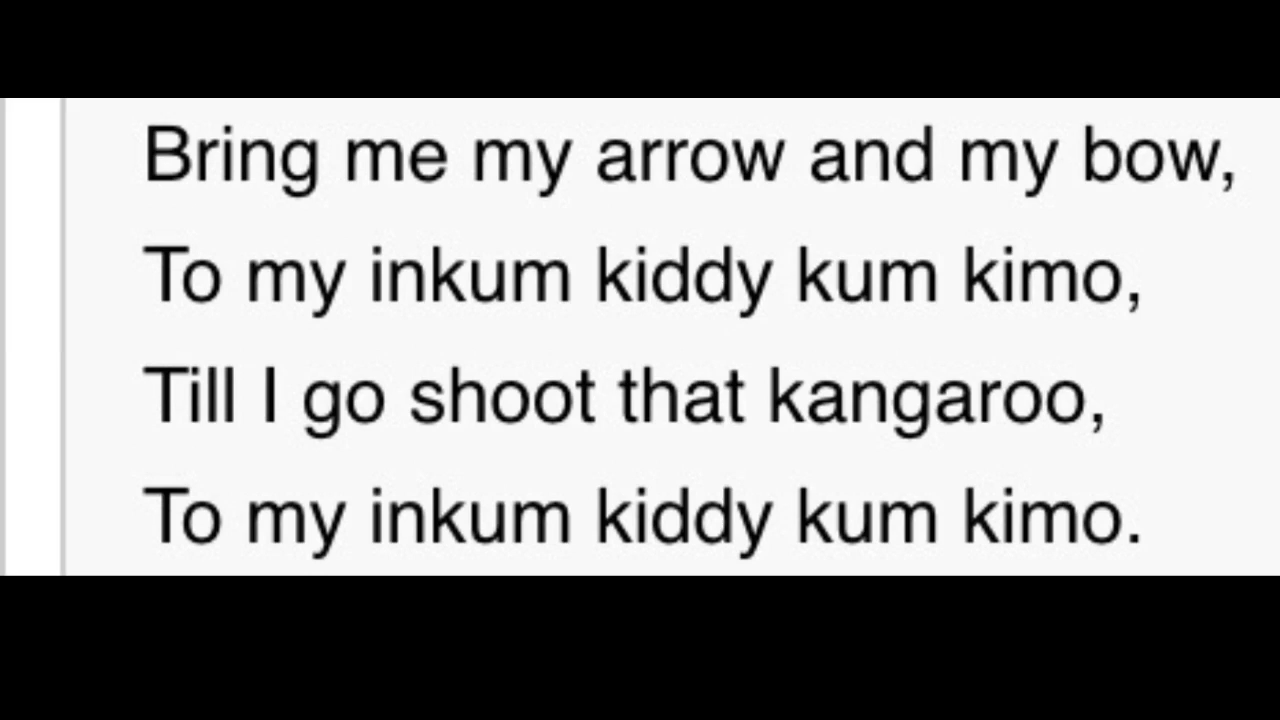 Bring me my arrow and my bow,
To my inkum kiddy kum kimo,
Till I go shoot that kangaroo,
To my inkum kiddy kum kimo.